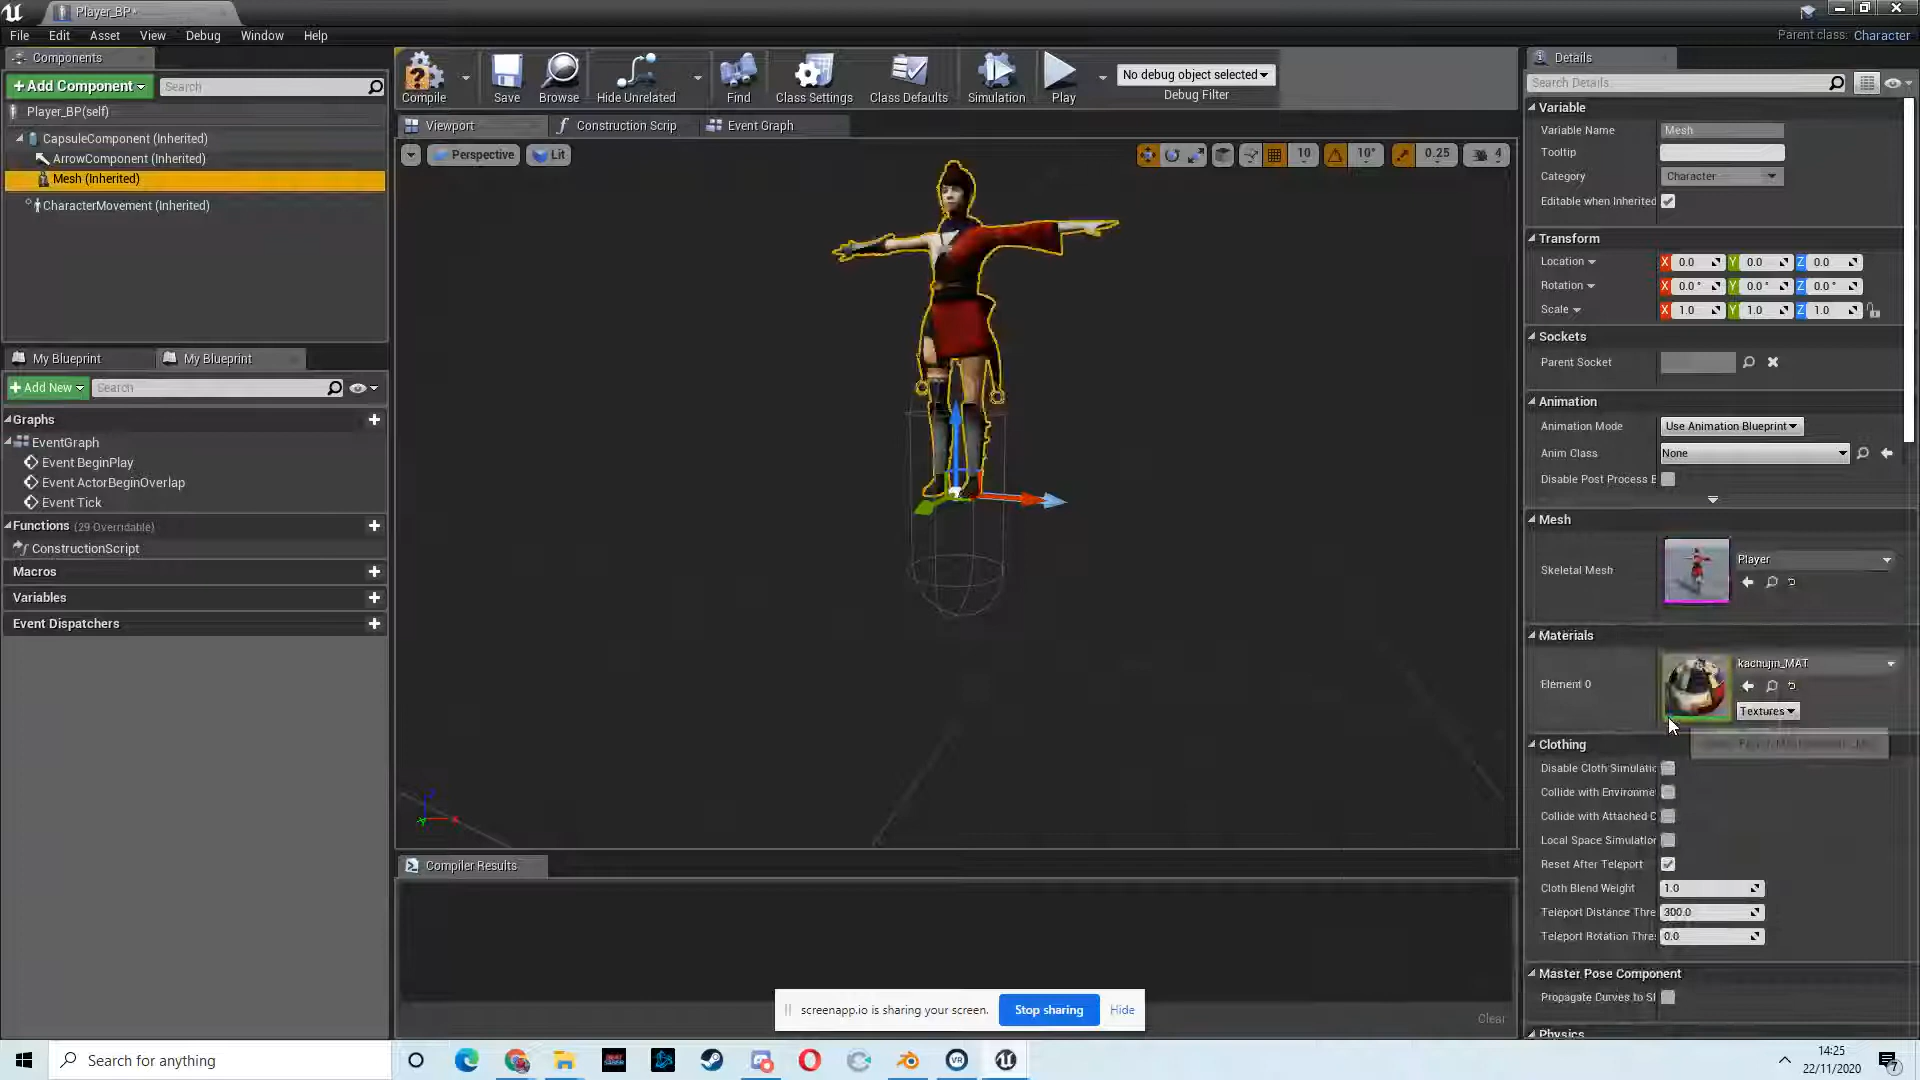 Player_BP*
File Edit Asset View Debug Window Help
Parent class: Character
Components
+Add Component
Search
Player_BP(self)
CapsuleComponent (Inherited)
ArrowComponent (Inherited)
Mesh (Inherited)
CharacterMovement (Inherited)
My Blueprint
My Blueprint
+Add New
Search
Graphs
EventGraph
Event BeginPlay
Event ActorBeginOverlap
Event Tick
Functions (29 Overridable)
ConstructionScript
Macros
Variables
Event Dispatchers
Compile
Save
Browse
Hide Unrelated
Find
Class Settings
Class Defaults
Simulation
Play
No debug object selected
Debug Filter
Viewport
Construction Scrip
Event Graph
Perspective
Lit
10
10°
0.25
4
Compiler Results
Clear
Details
Search Details
Variable
Variable Name Mesh
Tooltip
Category Character
Editable when Inherited
Transform
Location X 0.0 Y 0.0 Z 0.0
Rotation X 0.0° Y 0.0° Z 0.0°
Scale X 1.0 Y 1.0 Z 1.0
Sockets
Parent Socket
Animation
Animation Mode Use Animation Blueprint
Anim Class None
Disable Post Process B
Mesh
Skeletal Mesh Player
Materials
Element 0 kachujin_MAT
Textures
Clothing
Disable Cloth Simulatio
Collide with Environme
Collide with Attached C
Local Space Simulation
Reset After Teleport
Cloth Blend Weight 1.0
Teleport Distance Thre 300.0
Teleport Rotation Thres 0.0
Master Pose Component
Propagate Curves to Sl
Physics
screenapp.io is sharing your screen. Stop sharing Hide
Search for anything
14:25
22/11/2020
7